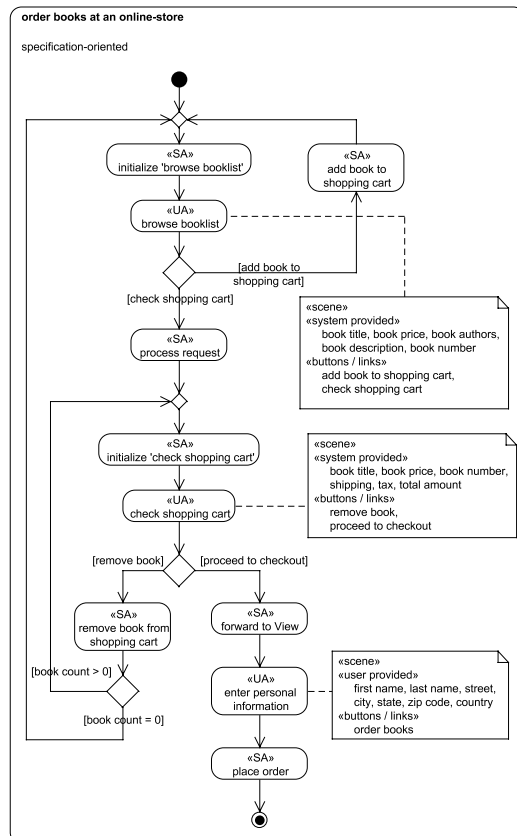 order books at an online-store
specification-oriented
«SA»
initialize 'browse booklist'
«SA»
add book to
shopping cart
«UA»
browse booklist
[add book to
shopping cart]
[check shopping cart]
«scene»
«system provided»
book title, book price, book authors,
book description, book number
«buttons / links»
add book to shopping cart,
check shopping cart
«SA»
process request
«SA»
initialize 'check shopping cart'
«scene»
«system provided»
book title, book price, book number,
shipping, tax, total amount
«buttons / links»
remove book,
proceed to checkout
«UA»
check shopping cart
[remove book]
[proceed to checkout]
«SA»
remove book from
shopping cart
«SA»
forward to View
[book count > 0]
[book count = 0]
«UA»
enter personal
information
«scene»
«user provided»
first name, last name, street,
city, state, zip code, country
«buttons / links»
order books
«SA»
place order